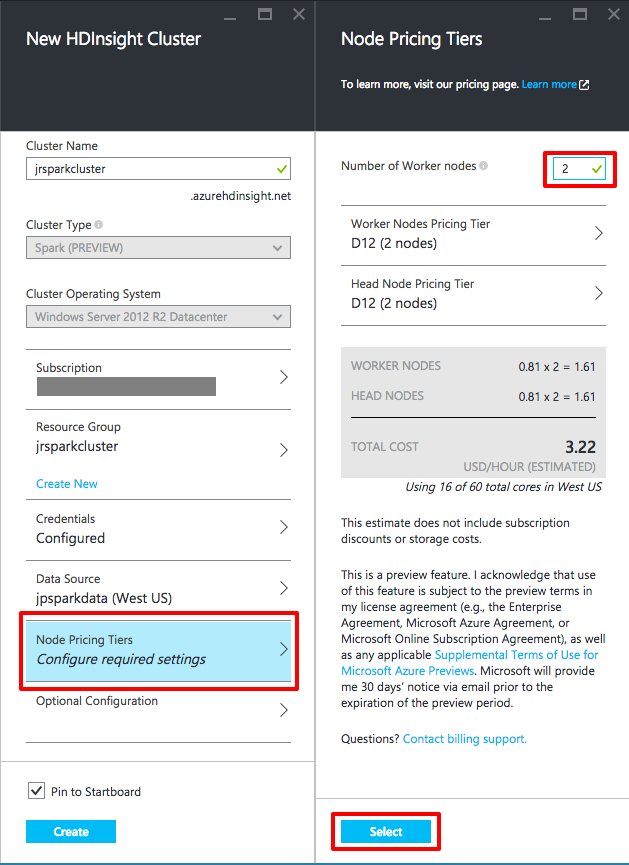 New HDInsight Cluster
Cluster Name
jrsparkcluster
.azurehdinsight.net
Cluster Type
Spark (PREVIEW)
Cluster Operating System
Windows Server 2012 R2 Datacenter
Subscription
Resource Group
jrsparkcluster
Create New
Credentials
Configured
Data Source
jpsparkdata (West US)
Node Pricing Tiers
Configure required settings
Optional Configuration
Pin to Startboard
Create
Node Pricing Tiers
To learn more, visit our pricing page. Learn more
Number of Worker nodes
2
Worker Nodes Pricing Tier
D12 (2 nodes)
Head Node Pricing Tier
D12 (2 nodes)
WORKER NODES 0.81 x 2 = 1.61
HEAD NODES 0.81 x 2 = 1.61
TOTAL COST 3.22
USD/HOUR (ESTIMATED)
Using 16 of 60 total cores in West US
This estimate does not include subscription
discounts or storage costs.
This is a preview feature. I acknowledge that use
of this feature is subject to the preview terms in
my license agreement (e.g., the Enterprise
Agreement, Microsoft Azure Agreement, or
Microsoft Online Subscription Agreement), as well
as any applicable Supplemental Terms of Use for
Microsoft Azure Previews. Microsoft will provide
me 30 days' notice via email prior to the
expiration of the preview period.
Questions? Contact billing support.
Select